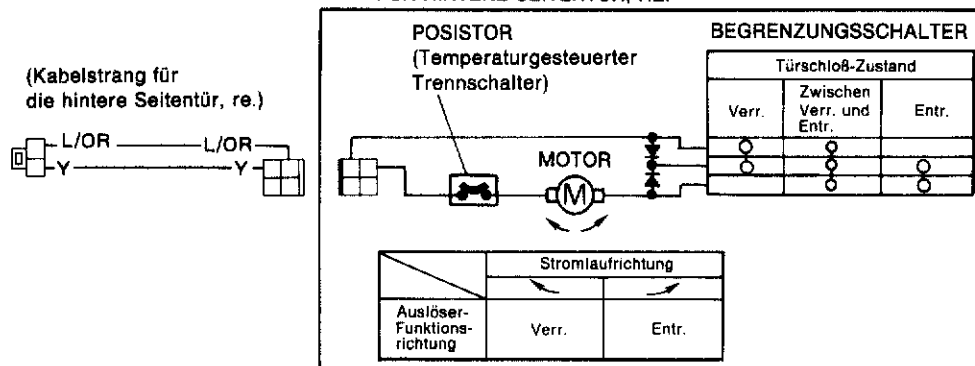 POSISTOR
(Temperaturgesteuerter
Trennschalter)
BEGRENZUNGSSCHALTER
Türschloß-Zustand
Verr.
Zwischen
Verr. und
Entr.
Entr.
(Kabelstrang für
die hintere Seitentür, re.)
L/OR
L/OR
Y
Y
MOTOR
M
Stromlaufrichtung
Auslöser-
Funktions-
richtung
Verr.
Entr.